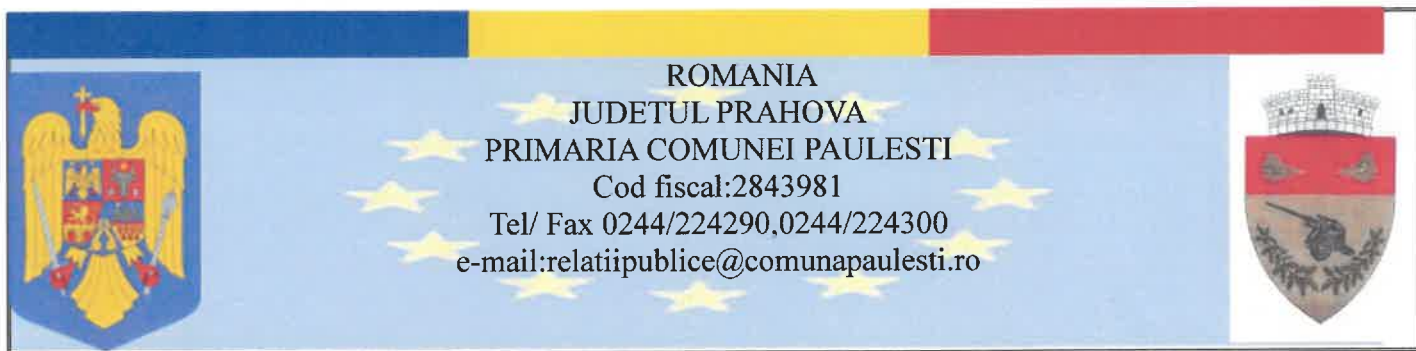 ROMANIA
JUDETUL PRAHOVA
PRIMARIA COMUNEI PAULESTI
Cod fiscal:2843981
Tel/ Fax 0244/224290,0244/224300
e-mail:relatiipublice@comunapaulesti.ro